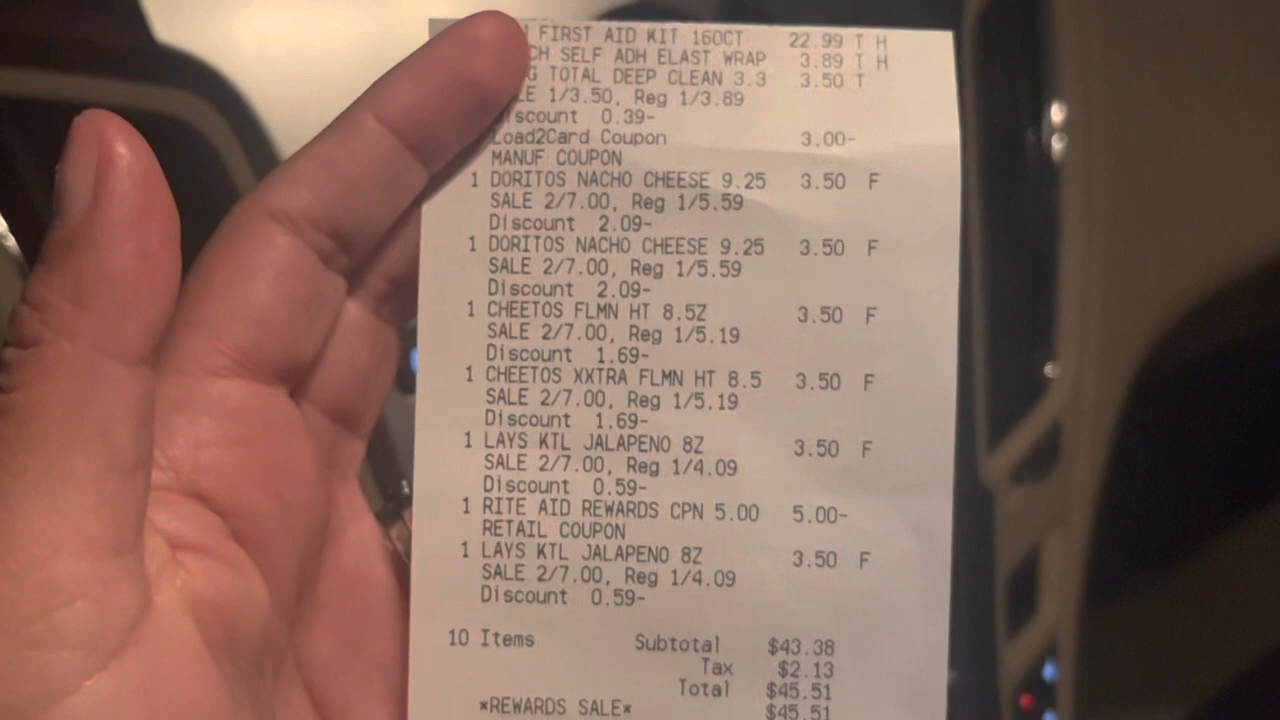 FIRST AID KIT 160CT 22.99 T H
CH SELF ADH ELAST WRAP 3.89 T H
G TOTAL DEEP CLEAN 3.3 3.50 T
LE 1/3.50, Reg 1/3.89
iscount 0.39-
Load2Card Coupon 3.00-
MANUF COUPON
1 DORITOS NACHO CHEESE 9.25 3.50 F
SALE 2/7.00, Reg 1/5.59
Discount 2.09-
1 DORITOS NACHO CHEESE 9.25 3.50 F
SALE 2/7.00, Reg 1/5.59
Discount 2.09-
1 CHEETOS FLMN HT 8.5Z 3.50 F
SALE 2/7.00, Reg 1/5.19
Discount 1.69-
1 CHEETOS XXTRA FLMN HT 8.5 3.50 F
SALE 2/7.00, Reg 1/5.19
Discount 1.69-
1 LAYS KTL JALAPENO 8Z 3.50 F
SALE 2/7.00, Reg 1/4.09
Discount 0.59-
1 RITE AID REWARDS CPN 5.00 5.00-
RETAIL COUPON
1 LAYS KTL JALAPENO 8Z 3.50 F
SALE 2/7.00, Reg 1/4.09
Discount 0.59-
10 Items Subtotal $43.38
Tax $2.13
Total $45.51
*REWARDS SALE* $45.51